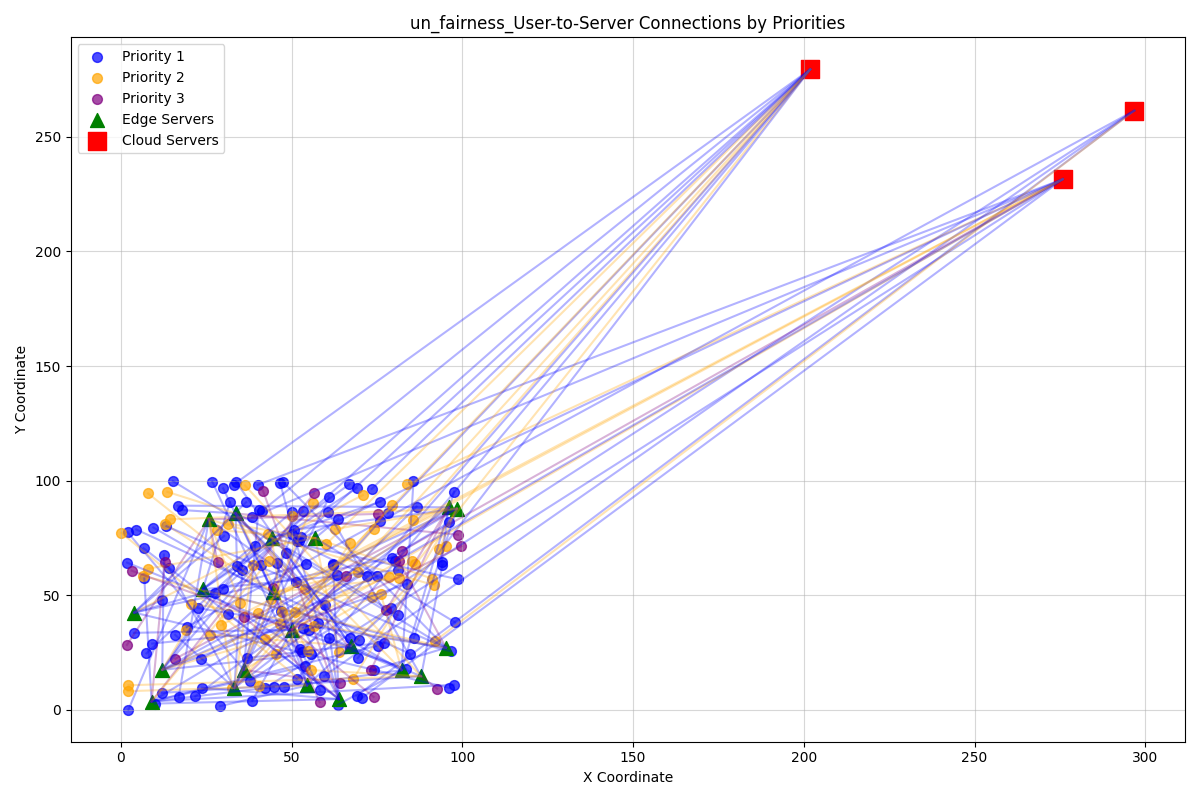 un_fairness_User-to-Server Connections by Priorities
Priority 1
Priority 2
Priority 3
Edge Servers
Cloud Servers
Y Coordinate
250
200
150
100
50
0
0 50 100 150 200 250 300
X Coordinate